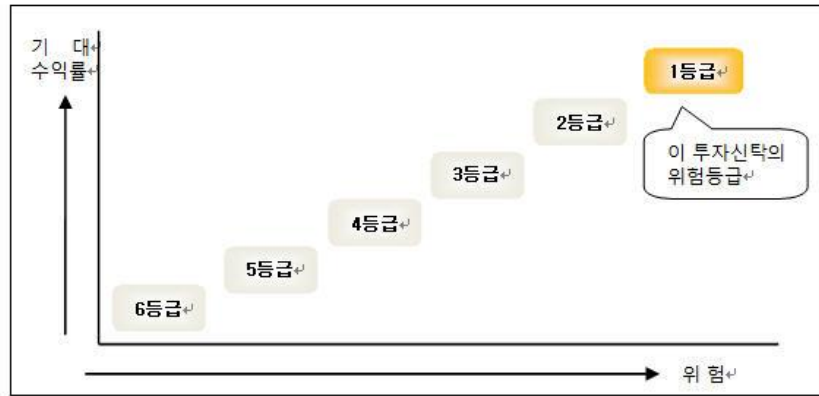 기 대↵
수익률↵
1등급↵
2등급↵
이 투자신탁의
위험등급↵
3등급↵
4등급↵
5등급↵
6등급↵
위 험↵